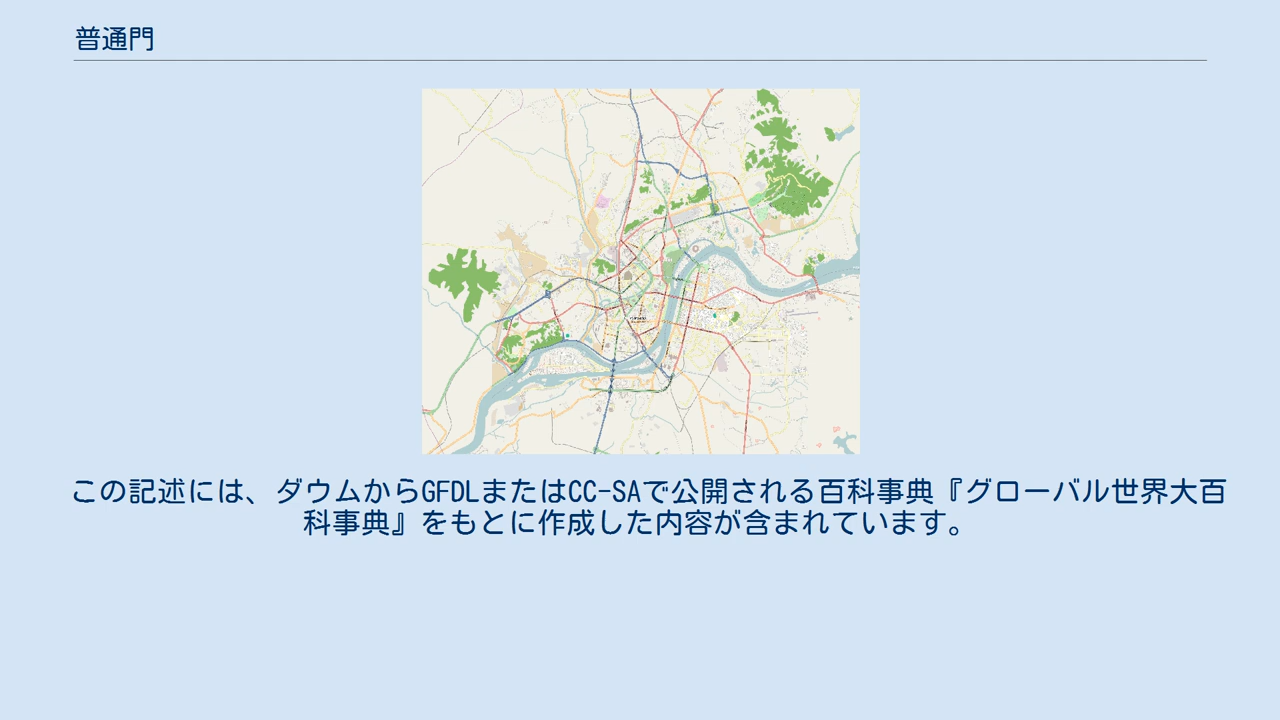 普通門
この記述には、ダウムからGFDLまたはCC-SAで公開される百科事典『グローバル世界大百
科事典』をもとに作成した内容が含まれています。